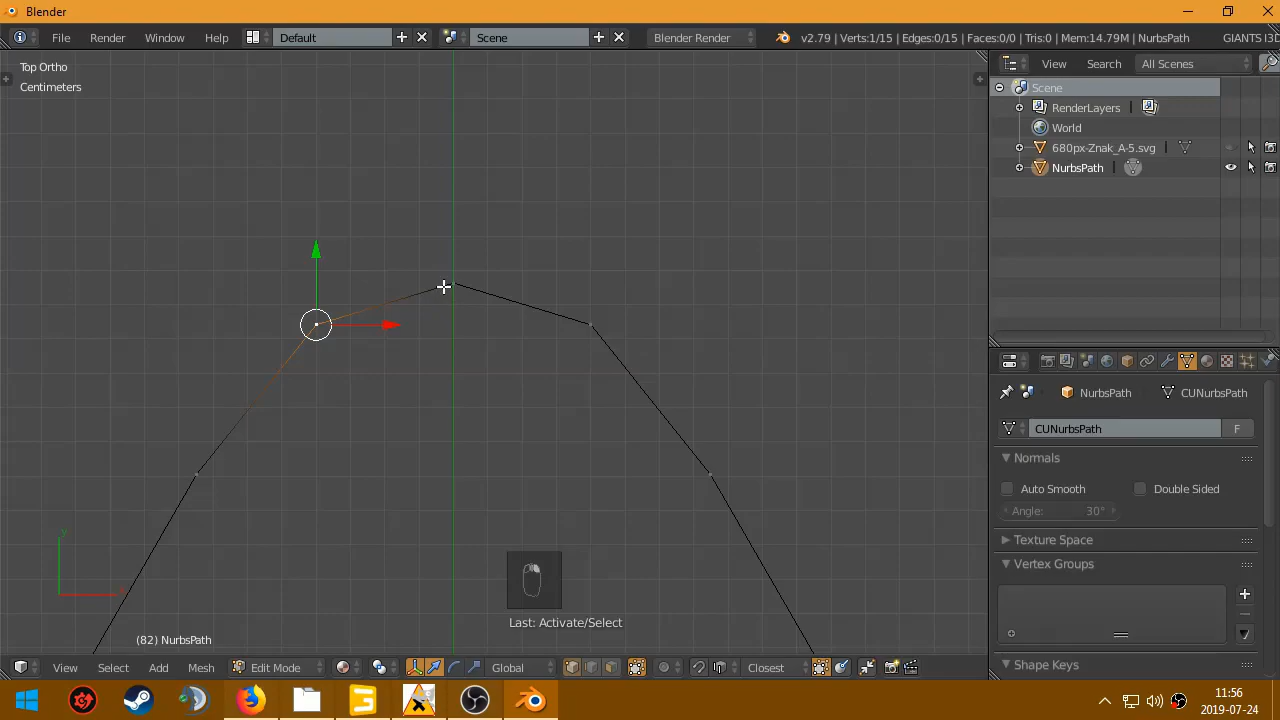 Blender
File Render Window Help Default Scene Blender Render v2.79 | Verts:1/15 | Edges:0/15 | Faces:0/0 | Tris:0 | Mem:14.79M | NurbsPath GIANTS I3D
Top Ortho
Centimeters
View Search All Scenes
Scene
RenderLayers
World
680px-Znak_A-5.svg
NurbsPath
NurbsPath CUNurbsPath
CUNurbsPath F
Normals
Auto Smooth Double Sided
Angle: 30°
Texture Space
Vertex Groups
Shape Keys
y
x
Last: Activate/Select
(82) NurbsPath
View Select Add Mesh Edit Mode Global Closest
11:56
2019-07-24